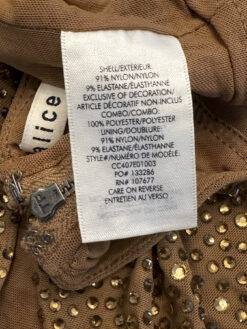 alice
SHELL/EXTÉRIEUR:
91% NYLON/NYLON
9% ELASTANE/ÉLASTHANNE
EXCLUSIVE OF DECORATION/
ARTICLE DÉCORATIF NON-INCLUS
COMBO/COMBO:
100% POLYESTER/POLYESTER
LINING/DOUBLURE:
91% NYLON/NYLON
9% ELASTANE/ÉLASTHANNE
STYLE#/NUMÉRO DE MODÈLE:
CC407E01003
PO# 133286
RN# 107677
CARE ON REVERSE
ENTRETIEN AU VERSO